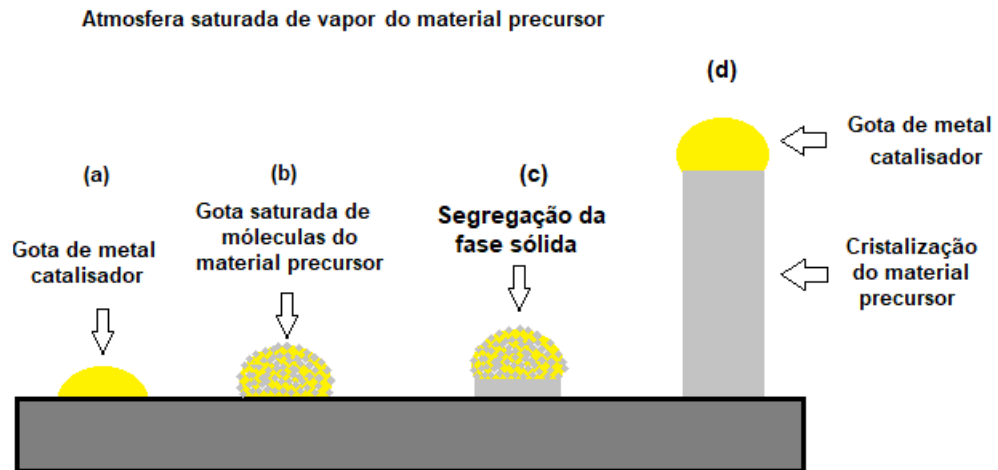 Atmosfera saturada de vapor do material precursor
(a)
Gota de metal
catalisador
(b)
Gota saturada de
móleculas do
material precursor
(c)
Segregação da
fase sólida
(d)
Gota de metal
catalisador
Cristalização
do material
precursor